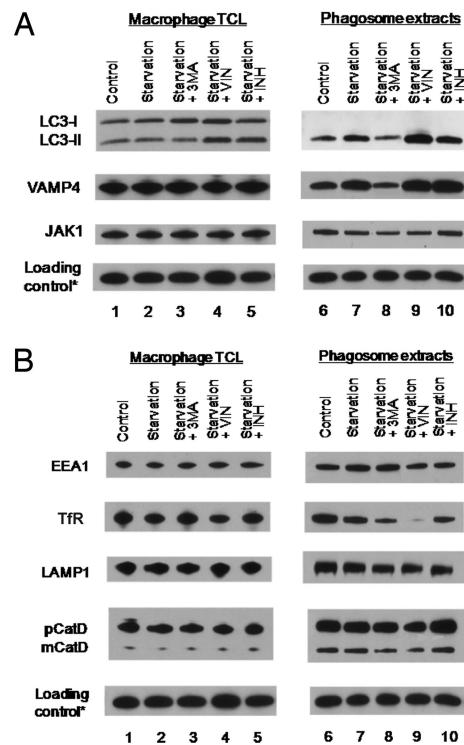 A
Macrophage TCL
Phagosome extracts
Control
Starvation
Starvation + 3MA
Starvation + VIN
Starvation + INH
Control
Starvation
Starvation + 3MA
Starvation + VIN
Starvation + INH
LC3-I
LC3-II
VAMP4
JAK1
Loading
control*
1 2 3 4 5 6 7 8 9 10
B
Macrophage TCL
Phagosome extracts
Control
Starvation
Starvation + 3MA
Starvation + VIN
Starvation + INH
Control
Starvation
Starvation + 3MA
Starvation + VIN
Starvation + INH
EEA1
TfR
LAMP1
pCatD
mCatD
Loading
control*
1 2 3 4 5 6 7 8 9 10